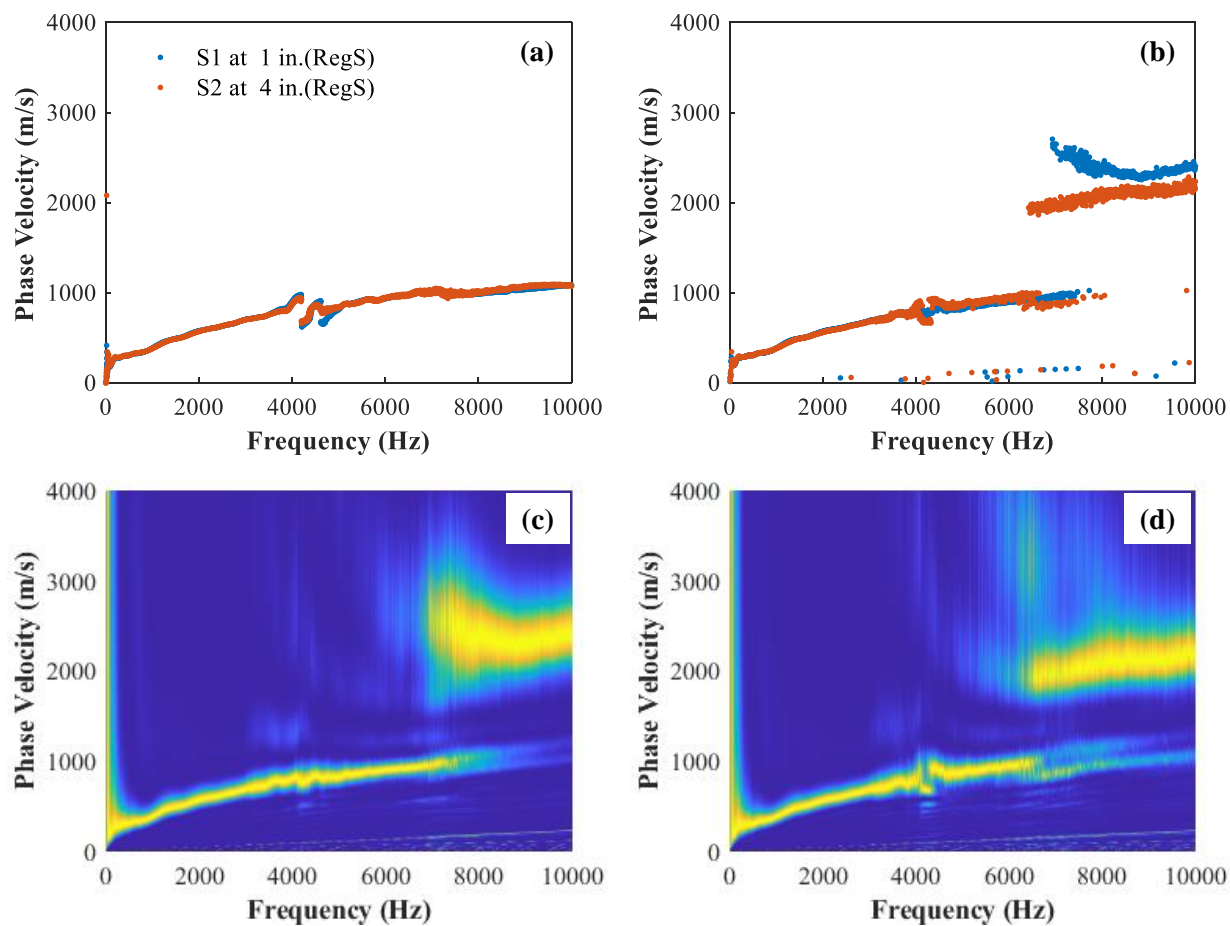 4000
3000
2000
1000
0
Phase Velocity (m/s)
(a)
S1 at 1 in.(RegS)
S2 at 4 in.(RegS)
0 2000 4000 6000 8000 10000
Frequency (Hz)
4000
3000
2000
1000
0
Phase Velocity (m/s)
(b)
0 2000 4000 6000 8000 10000
Frequency (Hz)
4000
3000
2000
1000
0
Phase Velocity (m/s)
(c)
0 2000 4000 6000 8000 10000
Frequency (Hz)
4000
3000
2000
1000
0
Phase Velocity (m/s)
(d)
0 2000 4000 6000 8000 10000
Frequency (Hz)